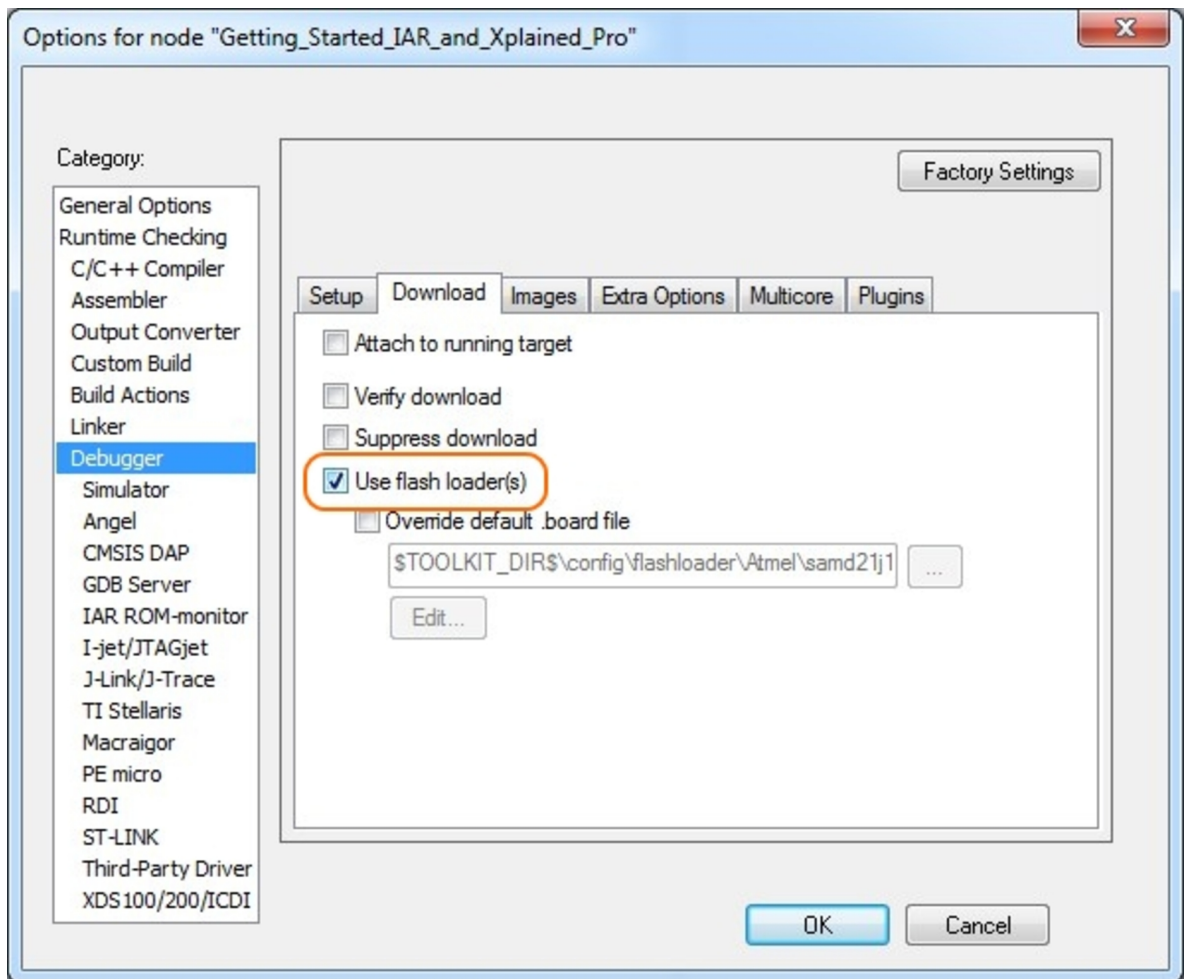 Options for node "Getting_Started_IAR_and_Xplained_Pro"
x
Category:
Factory Settings
General Options
Runtime Checking
C/C++ Compiler
Assembler
Output Converter
Custom Build
Build Actions
Linker
Debugger
Simulator
Angel
CMSIS DAP
GDB Server
IAR ROM-monitor
I-jet/JTAGjet
J-Link/J-Trace
TI Stellaris
Macraigor
PE micro
RDI
ST-LINK
Third-Party Driver
XDS100/200/ICDI
Setup Download Images Extra Options Multicore Plugins
Attach to running target
Verify download
Suppress download
Use flash loader(s)
Override default .board file
$TOOLKIT_DIR$\config\flashloader\Atmel\samd21j1
...
Edit...
OK Cancel